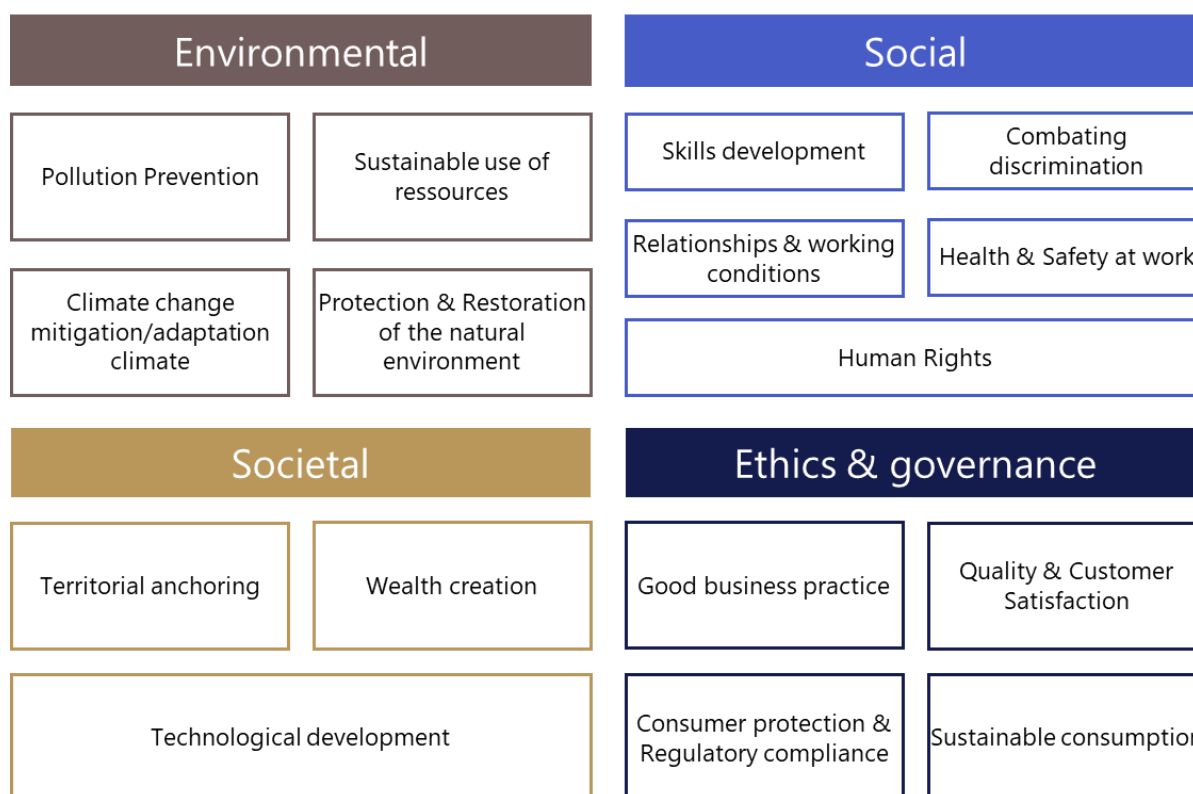 Environmental
Pollution Prevention
Sustainable use of
ressources
Climate change
mitigation/adaptation
climate
Protection & Restoration
of the natural
environment
Social
Skills development
Combating
discrimination
Relationships & working
conditions
Health & Safety at work
Human Rights
Societal
Territorial anchoring
Wealth creation
Technological development
Ethics & governance
Good business practice
Quality & Customer
Satisfaction
Consumer protection &
Regulatory compliance
Sustainable consumption